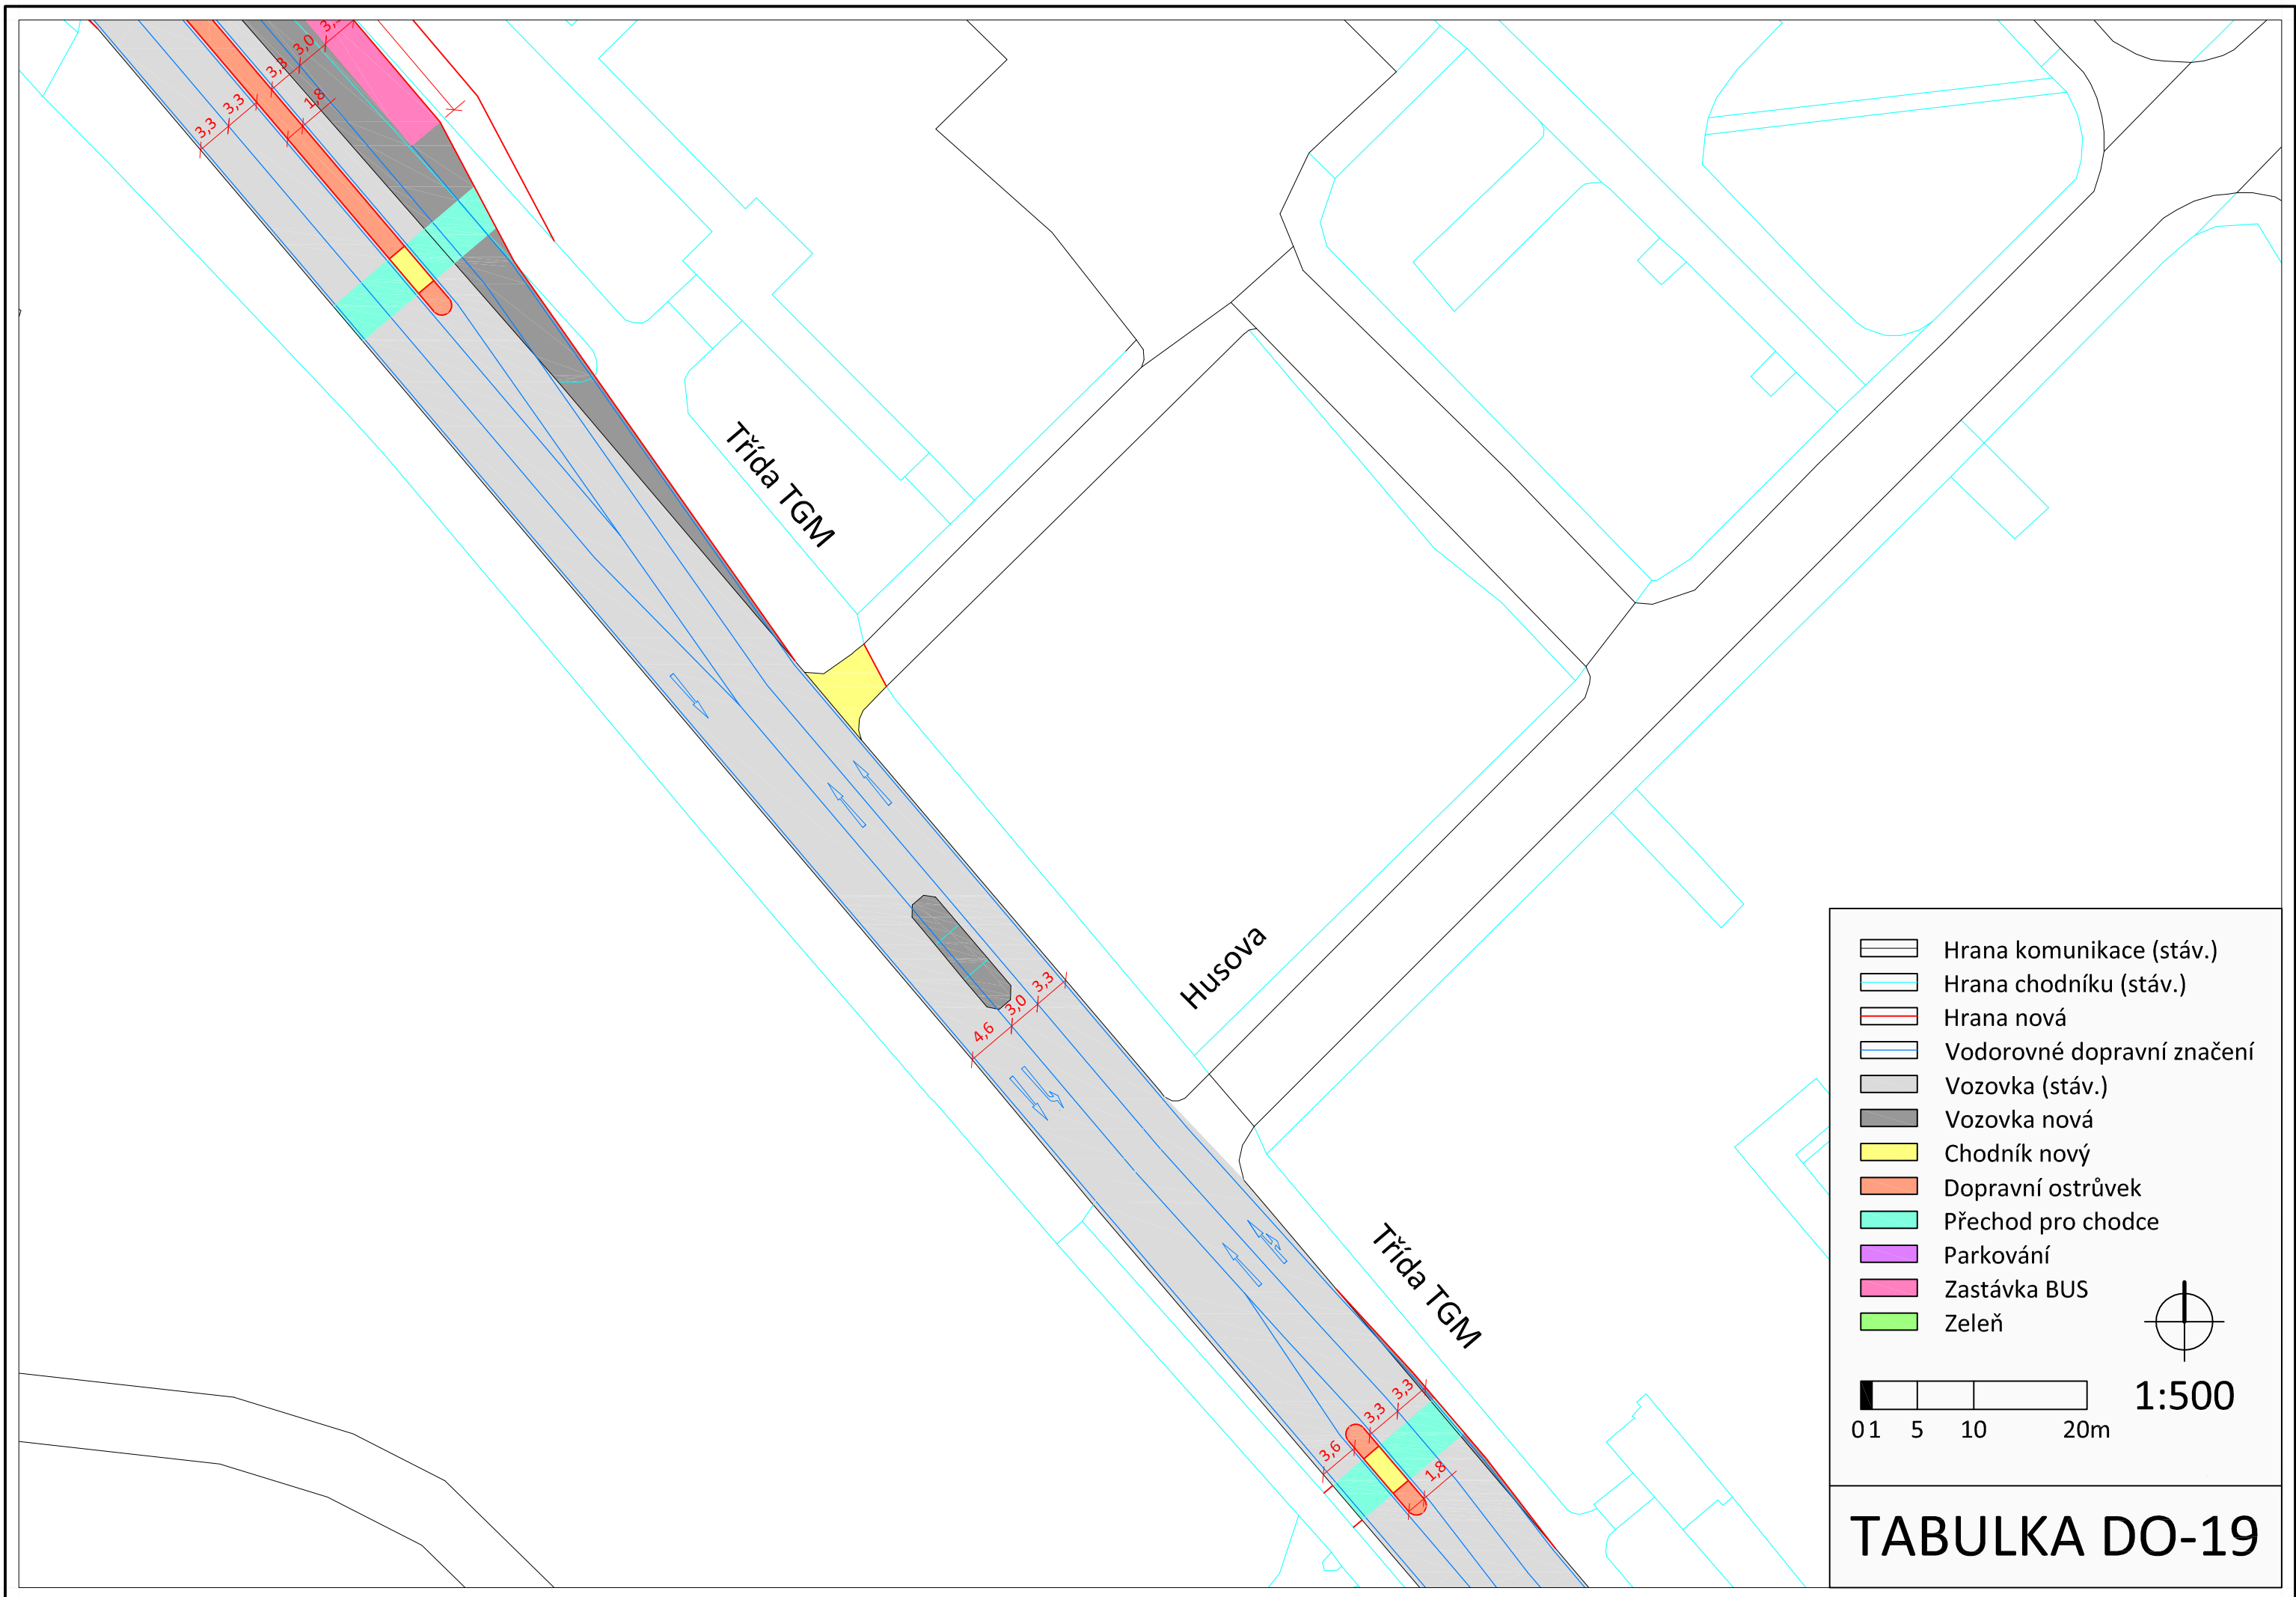 3,3
3,3
3,3
3,0
1,8
Třída TGM
Husova
4,6
3,0
3,3
Třída TGM
3,6
3,3
3,3
1,8
Hrana komunikace (stáv.)
Hrana chodníku (stáv.)
Hrana nová
Vodorovné dopravní značení
Vozovka (stáv.)
Vozovka nová
Chodník nový
Dopravní ostrůvek
Přechod pro chodce
Parkování
Zastávka BUS
Zeleň
1:500
0 1 5 10 20m
TABULKA DO-19